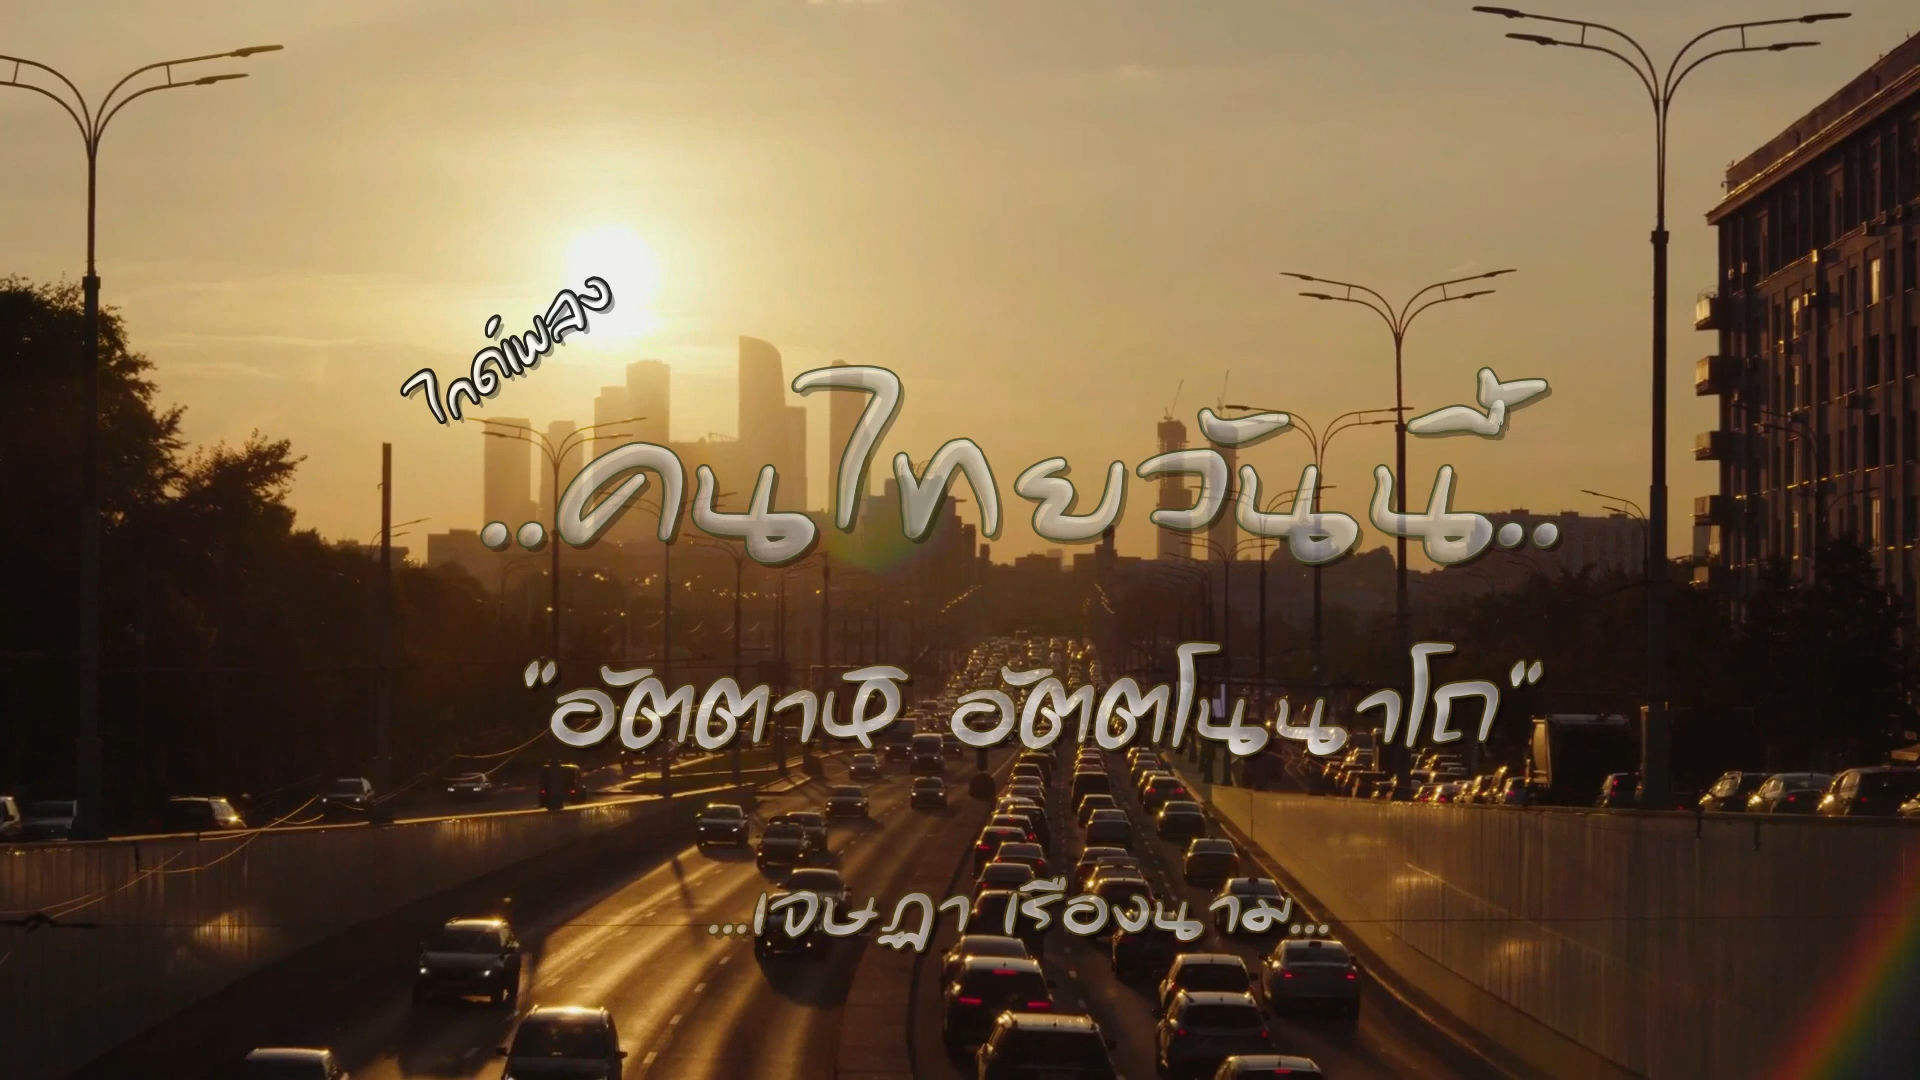 ไกด์เพลง
..คนไทยวันนี้..
"อัตตาหิ อัตตโนนาโถ"
...เจษฎา เรืองนาม...